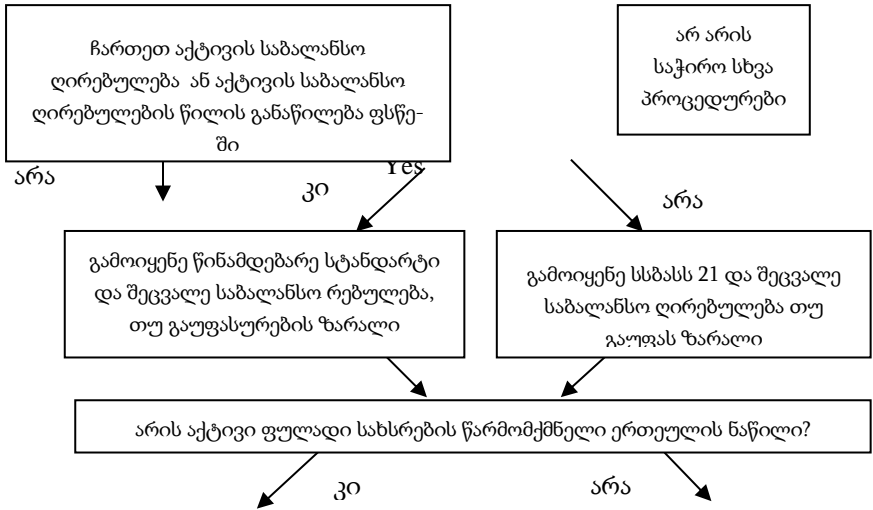 ჩართეთ აქტივის საბალანსო
ღირებულება ან აქტივის საბალანსო
ღირებულების წილის განაწილება ფსწე-
ში
არ არის
საჭირო სხვა
პროცედურები
არა
კი
Yes
არა
გამოიყენე წინამდებარე სტანდარტი
და შეცვალე საბალანსო რებულება,
თუ გაუფასურების ზარალი
გამოიყენე სსბასს 21 და შეცვალე
საბალანსო ღირებულება თუ
გაუფას ზარალი
არის აქტივი ფულადი სახსრების წარმომქმნელი ერთეულის ნაწილი?
კი
არა